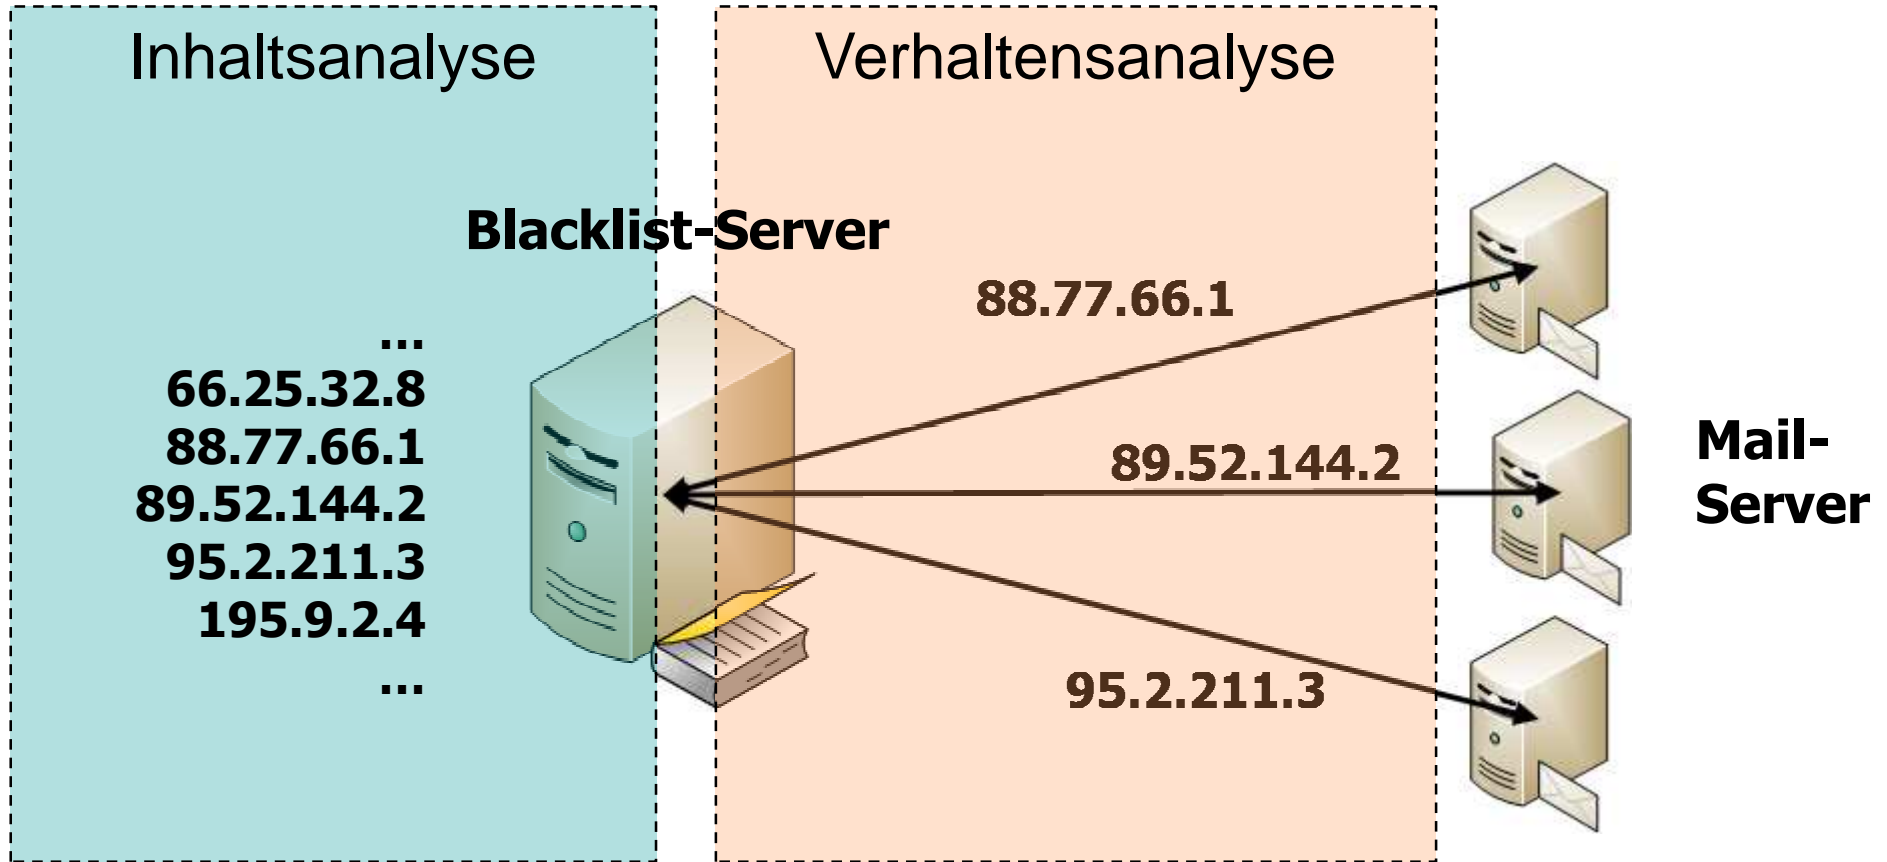 Inhaltsanalyse
Verhaltensanalyse
Blacklist-Server
...
66.25.32.8
88.77.66.1
89.52.144.2
95.2.211.3
195.9.2.4
...
88.77.66.1
89.52.144.2
95.2.211.3
Mail-
Server